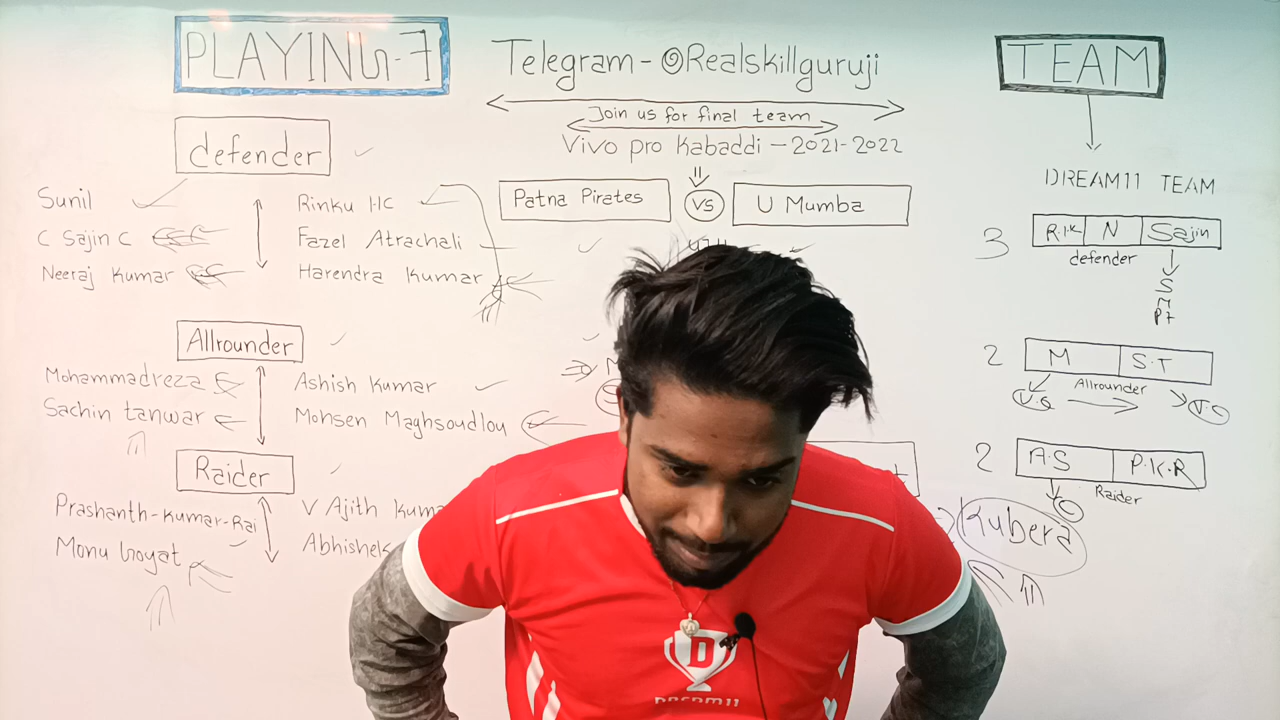 PLAYING-7
Telegram - @Realskillguruji
TEAM
Join us for final team
Vivo pro Kabaddi - 2021-2022
Patna Pirates
VS
U Mumba
defender
Sunil
C Sajin C
Neeraj Kumar
Rinku HC
Fazel Atrachali
Harendra Kumar
Allrounder
Mohammadreza
Sachin tanwar
Ashish Kumar
Mohsen Maghsoudlou
Raider
Prashanth-Kumar-Rai
Monu Goyat
V Ajith
Abhishek
DREAM11 TEAM
3
N
Sajin
defender
S
2
M
S.T
Allrounder
2
A.S
P.K.R
Raider
C
Kubera
D